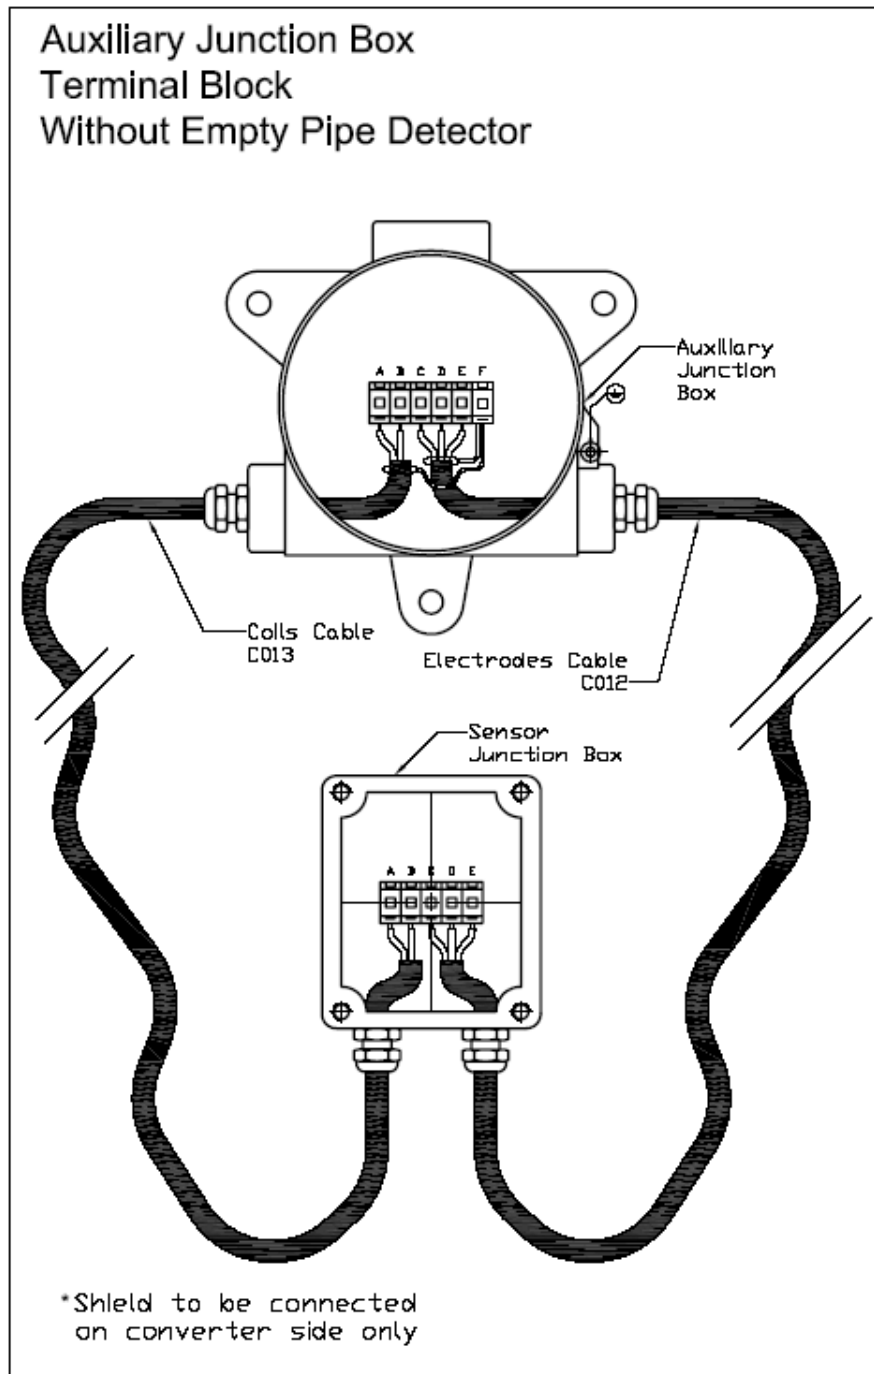 Auxiliary Junction Box
Terminal Block
Without Empty Pipe Detector
A B C D E F
Auxiliary
Junction
Box
Coils Cable
C013
Electrodes Cable
C012
Sensor
Junction Box
A B C D E
*Shield to be connected
on converter side only